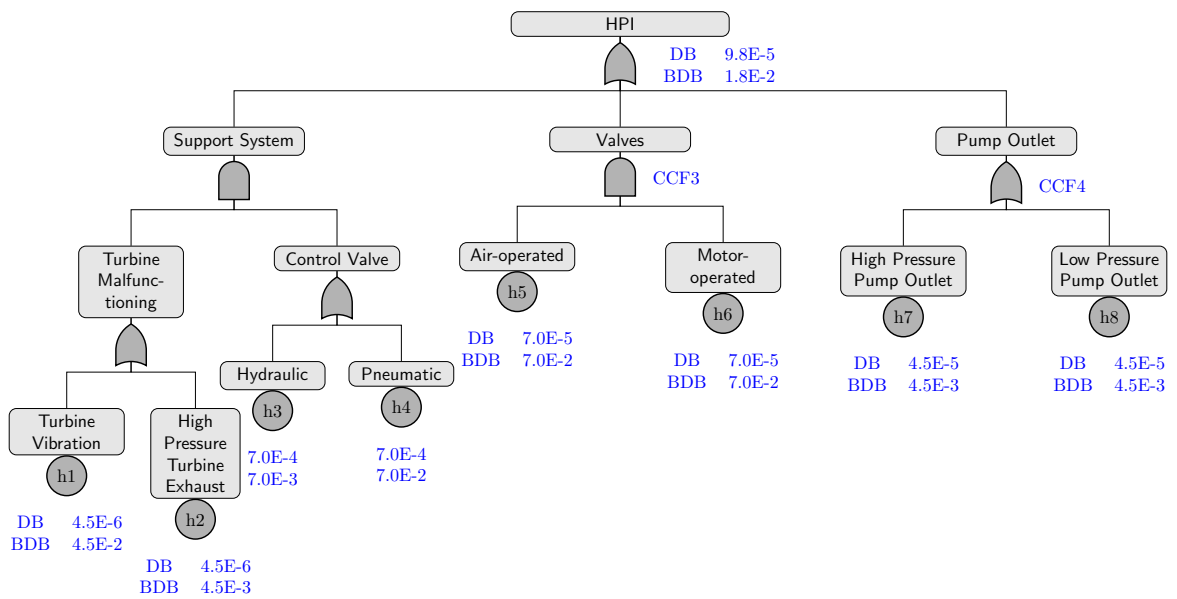 HPI
DB 9.8E-5
BDB 1.8E-2
Support System
Valves
Pump Outlet
CCF3
CCF4
Turbine
Malfunc-
tioning
Control Valve
Air-operated
h5
DB 7.0E-5
BDB 7.0E-2
Motor-
operated
h6
DB 7.0E-5
BDB 7.0E-2
High Pressure
Pump Outlet
h7
DB 4.5E-5
BDB 4.5E-3
Low Pressure
Pump Outlet
h8
DB 4.5E-5
BDB 4.5E-3
Turbine
Vibration
h1
DB 4.5E-6
BDB 4.5E-2
High
Pressure
Turbine
Exhaust
h2
DB 4.5E-6
BDB 4.5E-3
Hydraulic
h3
7.0E-4
7.0E-3
Pneumatic
h4
7.0E-4
7.0E-2